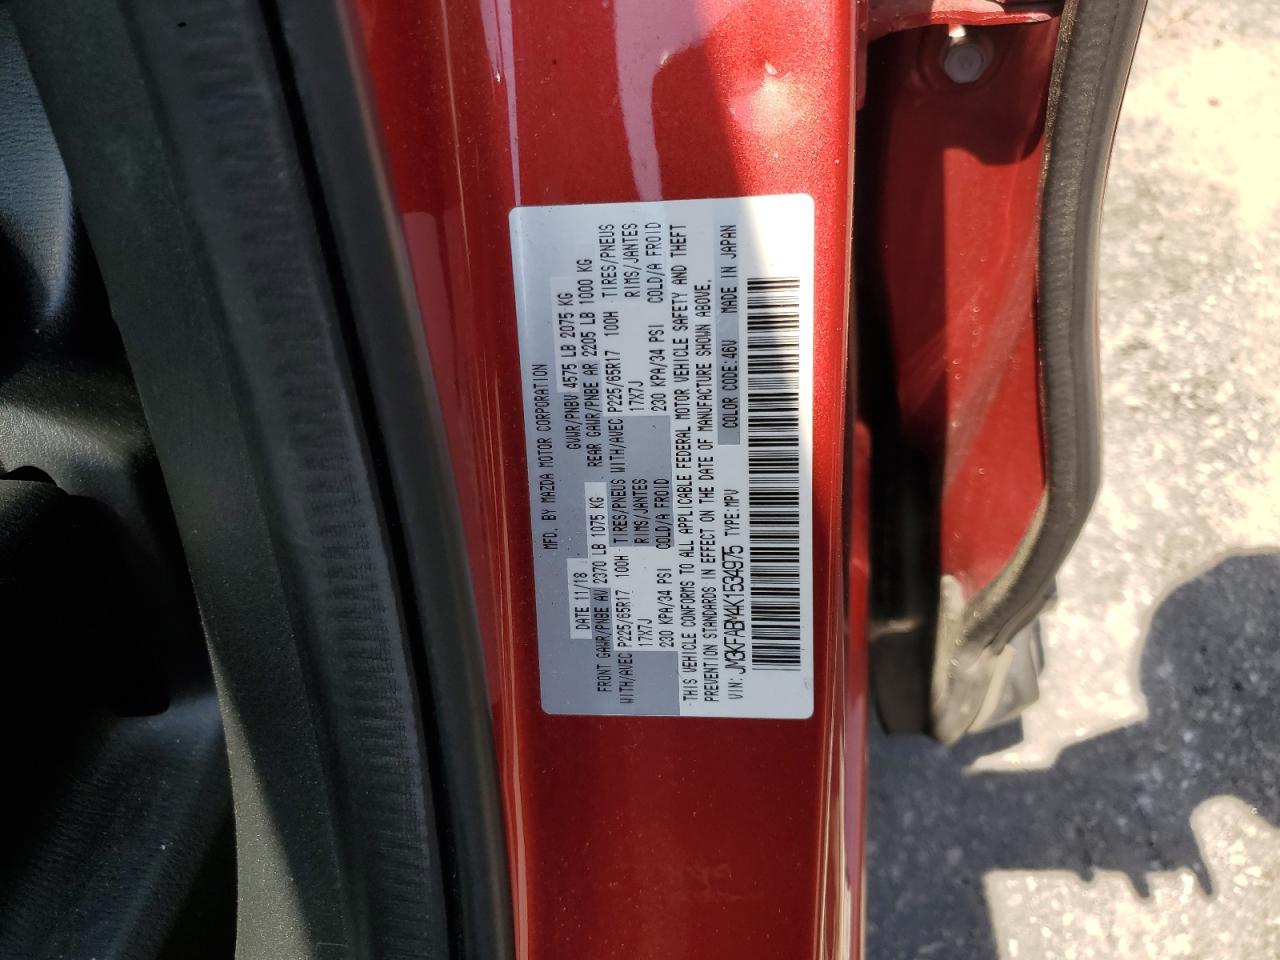 MFD. BY MAZDA MOTOR CORPORATION
DATE 11/18 GVWR/PNBV 4575 LB 2075 KG
FRONT GAWR/PNBE AV 2370 LB 1075 KG REAR GAWR/PNBE AR 2205 LB 1000 KG
WITH/AVEC P225/65R17 100H TIRES/PNEUS WITH/AVEC P225/65R17 100H TIRES/PNEUS
17X7J RIMS/JANTES 17X7J RIMS/JANTES
230 KPA/34 PSI COLD/A FROID 230 KPA/34 PSI COLD/A FROID
THIS VEHICLE CONFORMS TO ALL APPLICABLE FEDERAL MOTOR VEHICLE SAFETY AND THEFT
PREVENTION STANDARDS IN EFFECT ON THE DATE OF MANUFACTURE SHOWN ABOVE.
VIN: JM3KFABM4K1534975 TYPE:MPV COLOR CODE:46V MADE IN JAPAN